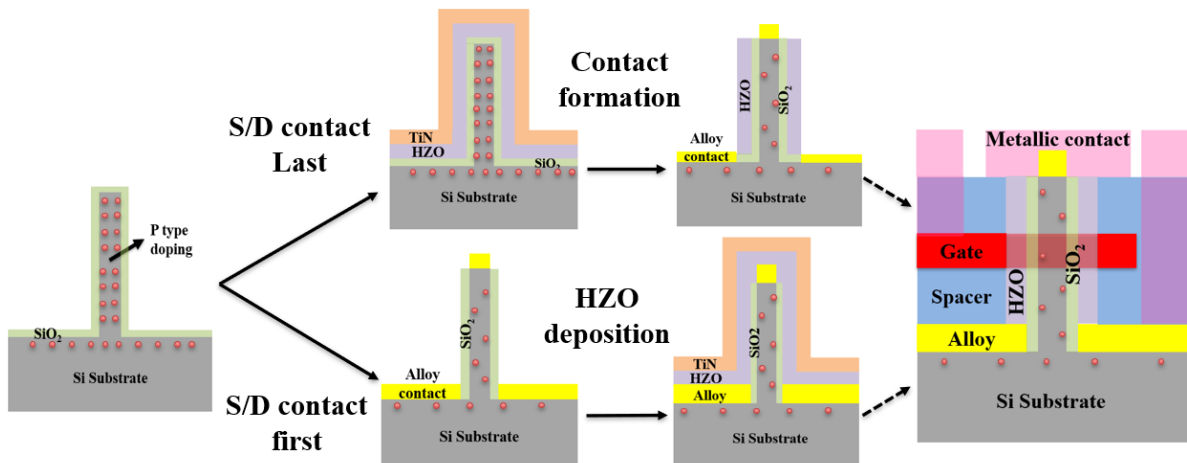 P type
doping
SiO2
Si Substrate
S/D contact
Last
TiN
HZO
SiO2
Si Substrate
Contact
formation
HZO
SiO2
Alloy
contact
Si Substrate
S/D contact
first
SiO2
Alloy
contact
Si Substrate
HZO
deposition
SiO2
TiN
HZO
Alloy
Si Substrate
Metallic contact
Gate
SiO2
HZO
Spacer
Alloy
Si Substrate